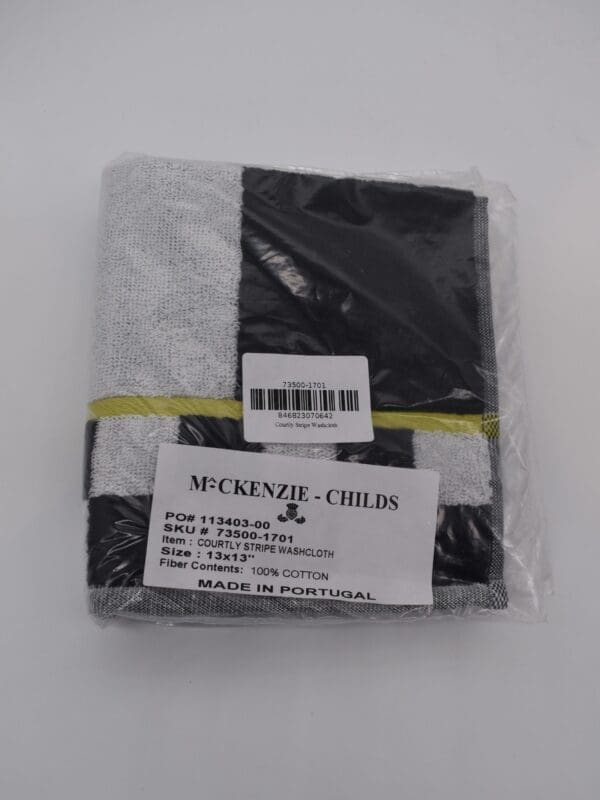 73500-1701
846823070642
Courtly Stripe Washcloth
MᶜCKENZIE - CHILDS
PO# 113403-00
SKU # 73500-1701
Item : COURTLY STRIPE WASHCLOTH
Size : 13x13"
Fiber Contents: 100% COTTON
MADE IN PORTUGAL